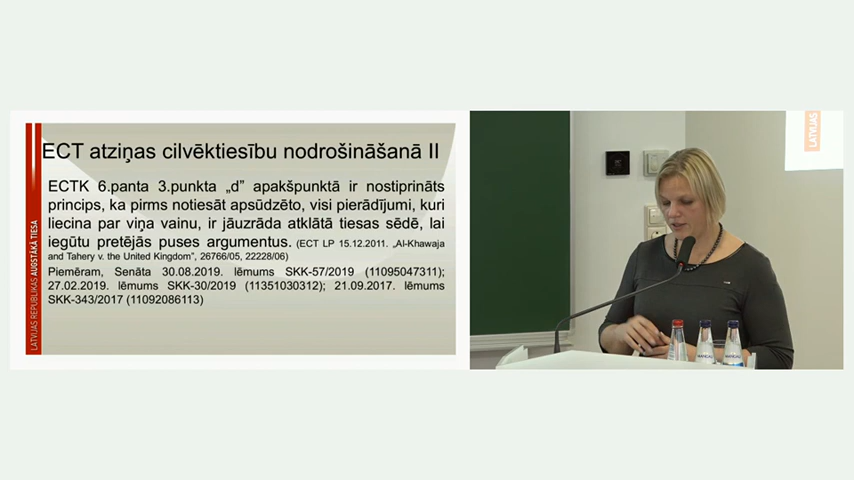 ECT atziņas cilvēktiesību nodrošināšanā II
ECTK 6.panta 3.punkta „d” apakšpunktā ir nostiprināts
princips, ka pirms notiesāt apsūdzēto, visi pierādījumi, kuri
liecina par viņa vainu, ir jāuzrāda atklātā tiesas sēdē, lai
iegūtu pretējās puses argumentus. (ECT LP 15.12.2011. „Al-Khawaja
and Tahery v. the United Kingdom”, 26766/05, 22228/06)
Piemēram, Senāta 30.08.2019. lēmums SKK-57/2019 (11095047311);
27.02.2019. lēmums SKK-30/2019 (11351030312); 21.09.2017. lēmums
SKK-343/2017 (11092086113)
LATVIJAS REPUBLIKAS AUGSTĀKĀ TIESA
LATVIJAS